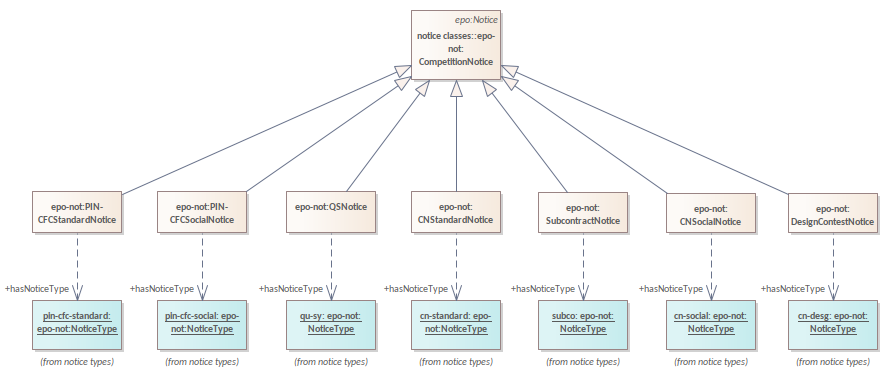 epo:Notice
notice classes::epo-
not:
CompetitionNotice
epo-not:PIN-
CFCStandardNotice
epo-not:PIN-
CFCSocialNotice
epo-not:QSNotice
epo-not:
CNStandardNotice
epo-not:
SubcontractNotice
epo-not:
CNSocialNotice
epo-not:
DesignContestNotice
+hasNoticeType
+hasNoticeType
+hasNoticeType
+hasNoticeType
+hasNoticeType
+hasNoticeType
+hasNoticeType
pin-cfc-standard:
epo-not:NoticeType
pin-cfc-social: epo-
not:NoticeType
qu-sy: epo-not:
NoticeType
cn-standard: epo-
not:NoticeType
subco: epo-not:
NoticeType
cn-social: epo-not:
NoticeType
cn-desg: epo-not:
NoticeType
(from notice types)
(from notice types)
(from notice types)
(from notice types)
(from notice types)
(from notice types)
(from notice types)